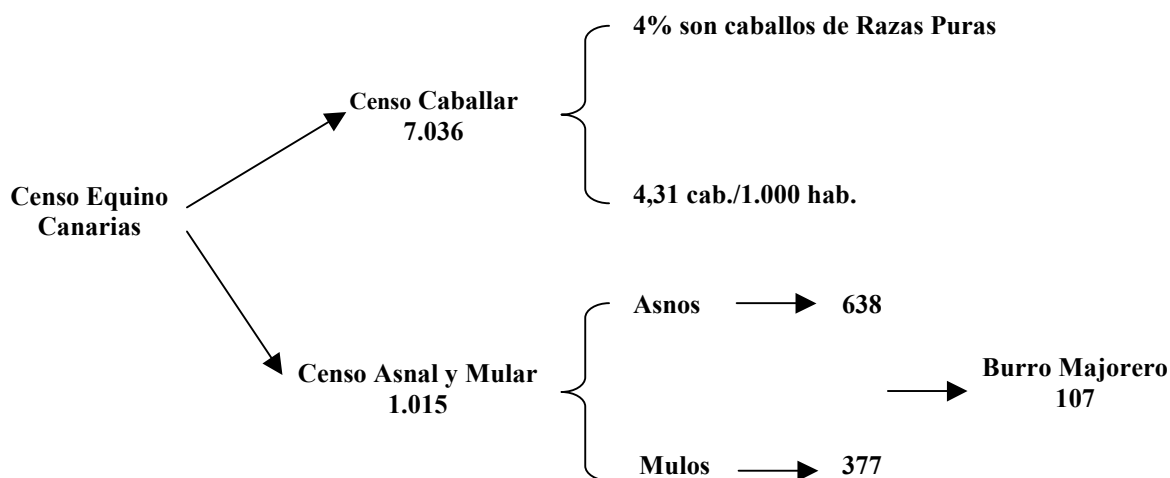 4% son caballos de Razas Puras
Censo Caballar
7.036
4,31 cab./1.000 hab.
Censo Equino
Canarias
Asnos
638
Censo Asnal y Mular
1.015
Burro Majorero
107
Mulos
377